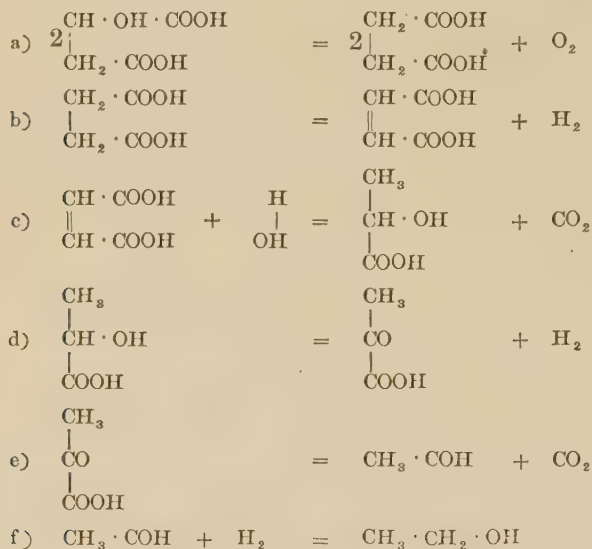 CH · OH · COOH CH₂ · COOH
a) 2| = 2| + O₂
CH₂ · COOH CH₂ · COOH
CH₂ · COOH CH · COOH
b) | = || + H₂
CH₂ · COOH CH · COOH
CH₃
CH · COOH H |
c) || + | = CH · OH + CO₂
CH · COOH OH |
COOH
CH₃ CH₃
| |
d) CH · OH = CO + H₂
| |
COOH COOH
CH₃
|
e) CO = CH₃ · COH + CO₂
|
COOH
f) CH₃ · COH + H₂ = CH₃ · CH₂ · OH